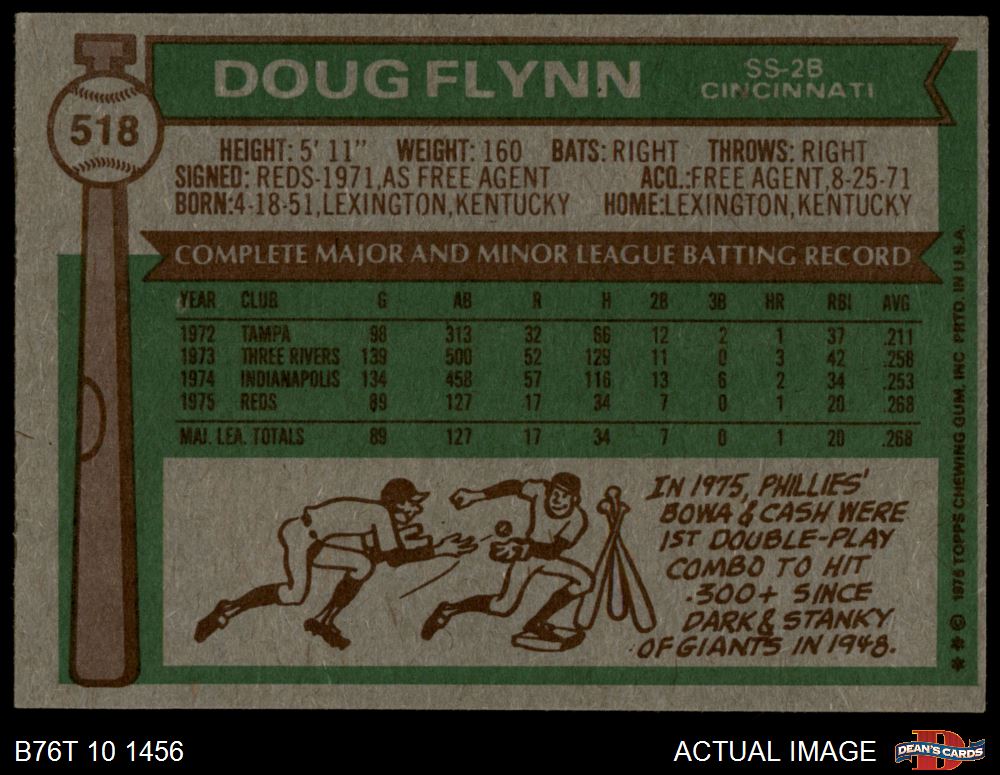 DOUG FLYNN
SS-2B
CINCINNATI
518
HEIGHT: 5' 11" WEIGHT: 160 BATS: RIGHT THROWS: RIGHT
SIGNED: REDS-1971, AS FREE AGENT ACQ.: FREE AGENT, 8-25-71
BORN: 4-18-51, LEXINGTON, KENTUCKY HOME: LEXINGTON, KENTUCKY
COMPLETE MAJOR AND MINOR LEAGUE BATTING RECORD
YEAR CLUB G AB R H 2B 3B HR RBI AVG
1972 TAMPA 98 313 32 66 12 2 1 37 .211
1973 THREE RIVERS 139 500 52 129 11 0 3 42 .258
1974 INDIANAPOLIS 134 458 57 116 13 6 2 34 .253
1975 REDS 89 127 17 34 7 0 1 20 .268
MAJ. LEA. TOTALS 89 127 17 34 7 0 1 20 .268
IN 1975, PHILLIES'
BOWA & CASH WERE
1ST DOUBLE-PLAY
COMBO TO HIT
.300+ SINCE
DARK & STANKY
OF GIANTS IN 1948.
** © 1976 TOPPS CHEWING GUM, INC. PRTD. IN U.S.A.
B76T 10 1456
ACTUAL IMAGE
D
DEAN'S CARDS